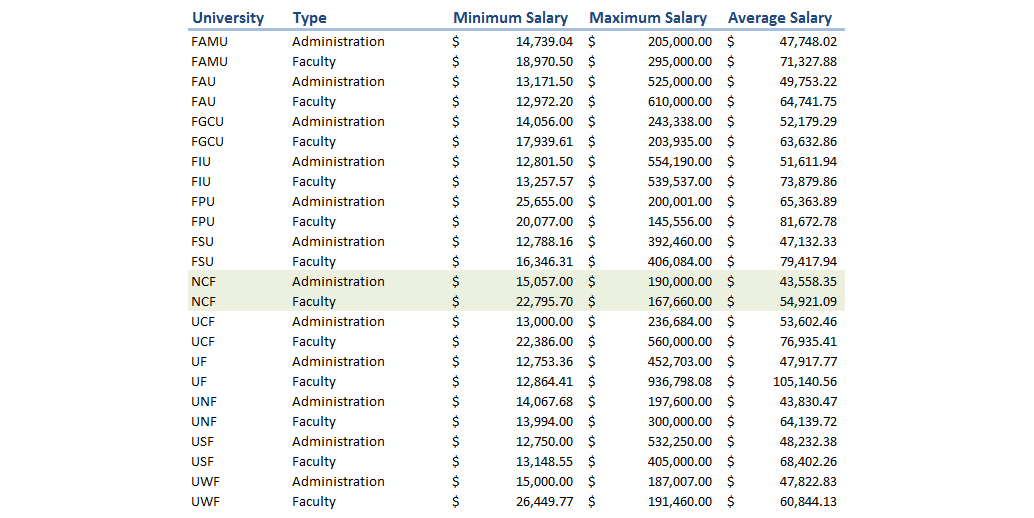 University Type Minimum Salary Maximum Salary Average Salary
FAMU Administration $ 14,739.04 $ 205,000.00 $ 47,748.02
FAMU Faculty $ 18,970.50 $ 295,000.00 $ 71,327.88
FAU Administration $ 13,171.50 $ 525,000.00 $ 49,753.22
FAU Faculty $ 12,972.20 $ 610,000.00 $ 64,741.75
FGCU Administration $ 14,056.00 $ 243,338.00 $ 52,179.29
FGCU Faculty $ 17,939.61 $ 203,935.00 $ 63,632.86
FIU Administration $ 12,801.50 $ 554,190.00 $ 51,611.94
FIU Faculty $ 13,257.57 $ 539,537.00 $ 73,879.86
FPU Administration $ 25,655.00 $ 200,001.00 $ 65,363.89
FPU Faculty $ 20,077.00 $ 145,556.00 $ 81,672.78
FSU Administration $ 12,788.16 $ 392,460.00 $ 47,132.33
FSU Faculty $ 16,346.31 $ 406,084.00 $ 79,417.94
NCF Administration $ 15,057.00 $ 190,000.00 $ 43,558.35
NCF Faculty $ 22,795.70 $ 167,660.00 $ 54,921.09
UCF Administration $ 13,000.00 $ 236,684.00 $ 53,602.46
UCF Faculty $ 22,386.00 $ 560,000.00 $ 76,935.41
UF Administration $ 12,753.36 $ 452,703.00 $ 47,917.77
UF Faculty $ 12,864.41 $ 936,798.08 $ 105,140.56
UNF Administration $ 14,067.68 $ 197,600.00 $ 43,830.47
UNF Faculty $ 13,994.00 $ 300,000.00 $ 64,139.72
USF Administration $ 12,750.00 $ 532,250.00 $ 48,232.38
USF Faculty $ 13,148.55 $ 405,000.00 $ 68,402.26
UWF Administration $ 15,000.00 $ 187,007.00 $ 47,822.83
UWF Faculty $ 26,449.77 $ 191,460.00 $ 60,844.13